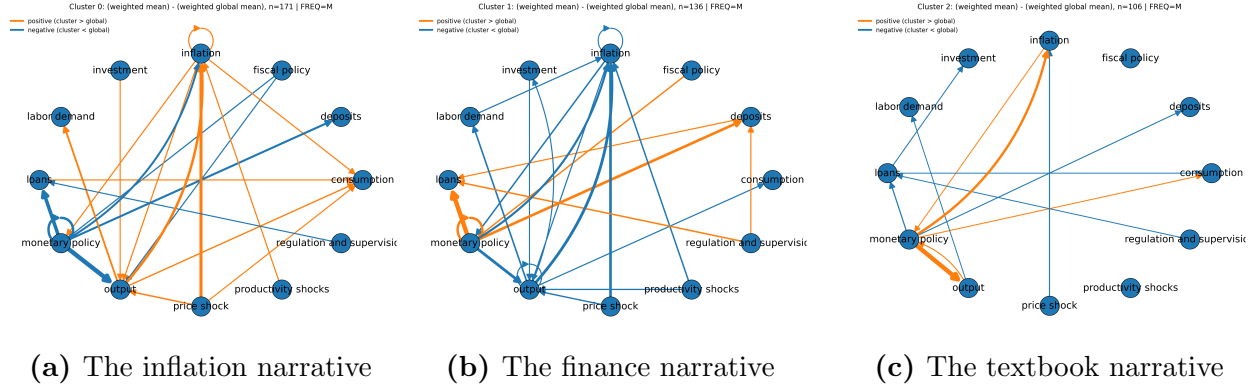 Cluster 0: (weighted mean) - (weighted global mean), n=171 | FREQ=M
positive (cluster > global)
negative (cluster < global)
inflation
investment
fiscal policy
labor demand
deposits
loans
consumption
monetary policy
regulation and supervisic
output
productivity shocks
price shock
(a) The inflation narrative
Cluster 1: (weighted mean) - (weighted global mean), n=136 | FREQ=M
positive (cluster > global)
negative (cluster < global)
inflation
investment
fiscal policy
labor demand
deposits
loans
consumption
monetary policy
regulation and supervisic
output
productivity shocks
price shock
(b) The finance narrative
Cluster 2: (weighted mean) - (weighted global mean), n=106 | FREQ=M
positive (cluster > global)
negative (cluster < global)
inflation
investment
fiscal policy
labor demand
deposits
loans
consumption
monetary policy
regulation and supervisic
output
productivity shocks
price shock
(c) The textbook narrative